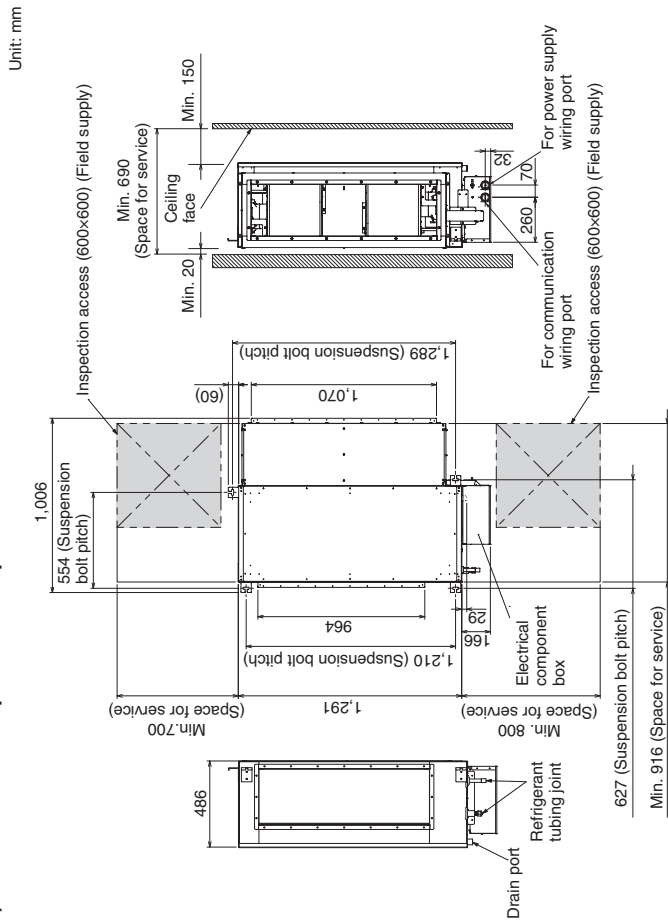 Unit: mm
Inspection access (600×600) (Field supply)
Min. 690
(Space for service)
Min. 20
Ceiling
face
Min. 150
1,006
554 (Suspension
bolt pitch)
(60)
1,289 (Suspension bolt pitch)
1,070
964
1,210 (Suspension bolt pitch)
1,291
Min.700
(Space for service)
Min. 800
(Space for service)
29
166
Electrical
component
box
627 (Suspension bolt pitch)
Min. 916 (Space for service)
Inspection access (600×600) (Field supply)
260
70
32
For communication
wiring port
For power supply
wiring port
486
Drain port
Refrigerant
tubing joint